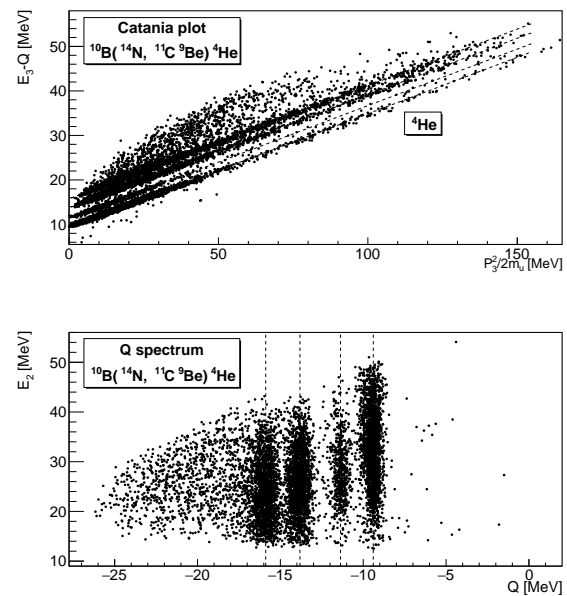 Catania plot
¹⁰B( ¹⁴N, ¹¹C ⁹Be) ⁴He
E₃-Q [MeV]
50
40
30
20
10
⁴He
0 50 100 150
P₃²/2mᵤ [MeV]
Q spectrum
¹⁰B( ¹⁴N, ¹¹C ⁹Be) ⁴He
E₂ [MeV]
50
40
30
20
10
−25 −20 −15 −10 −5 0
Q [MeV]